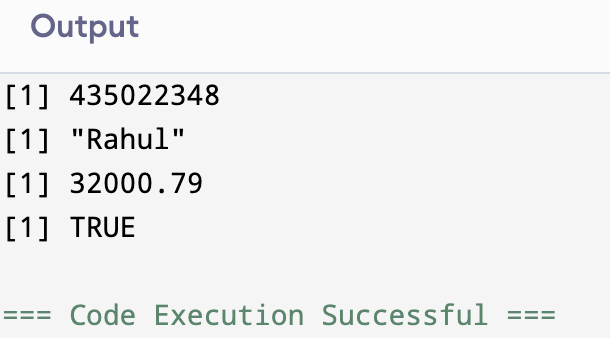 Output
[1] 435022348
[1] "Rahul"
[1] 32000.79
[1] TRUE
=== Code Execution Successful ===